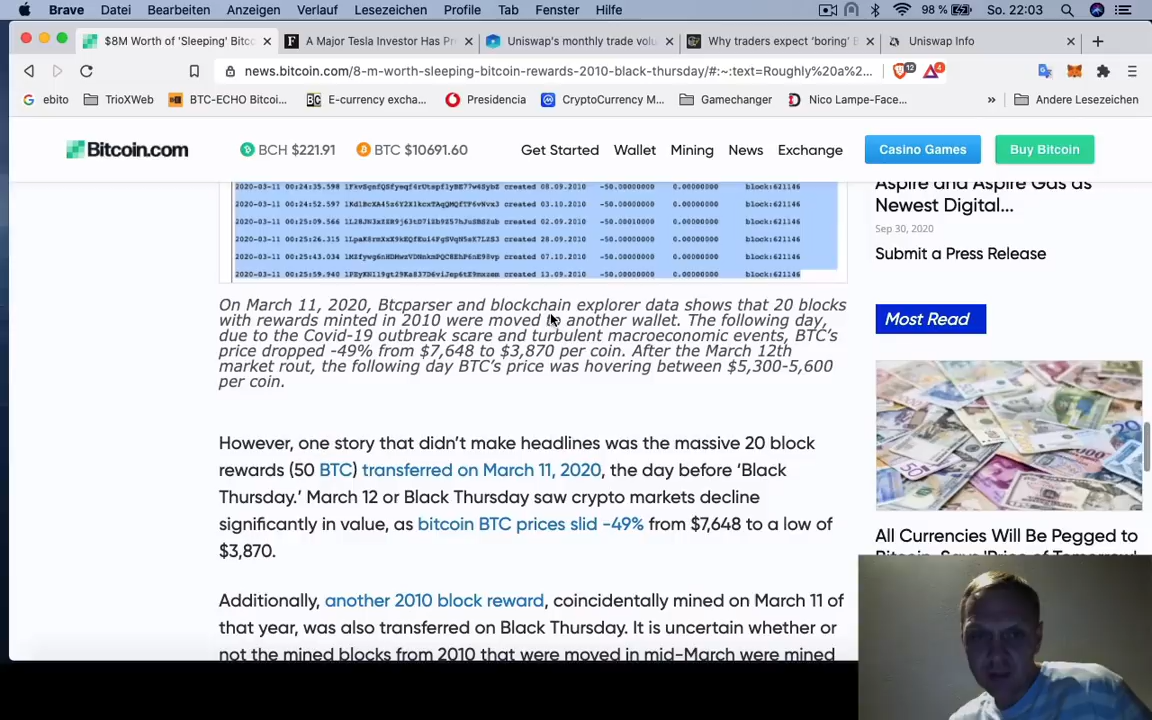 Brave Datei Bearbeiten Anzeigen Verlauf Lesezeichen Profile Tab Fenster Hilfe 98 % So. 22:03
$8M Worth of 'Sleeping' Bitco A Major Tesla Investor Has Pr Uniswap's monthly trade volu Why traders expect 'boring' E Uniswap Info
news.bitcoin.com/8-m-worth-sleeping-bitcoin-rewards-2010-black-thursday/#:~:text=Roughly%20a%2... 12 4
ebito TrioXWeb BTC-ECHO Bitcoi... E-currency excha... Presidencia CryptoCurrency M... Gamechanger Nico Lampe-Face... » Andere Lesezeichen
Bitcoin.com BCH $221.91 BTC $10691.60 Get Started Wallet Mining News Exchange Casino Games Buy Bitcoin
Aspire and Aspire Gas as
Newest Digital...
Sep 30, 2020
Submit a Press Release
On March 11, 2020, Btcparser and blockchain explorer data shows that 20 blocks
with rewards minted in 2010 were moved to another wallet. The following day,
due to the Covid-19 outbreak scare and turbulent macroeconomic events, BTC's
price dropped -49% from $7,648 to $3,870 per coin. After the March 12th
market rout, the following day BTC's price was hovering between $5,300-5,600
per coin.
Most Read
However, one story that didn't make headlines was the massive 20 block
rewards (50 BTC) transferred on March 11, 2020, the day before 'Black
Thursday.' March 12 or Black Thursday saw crypto markets decline
significantly in value, as bitcoin BTC prices slid -49% from $7,648 to a low of
$3,870.
All Currencies Will Be Pegged to
Additionally, another 2010 block reward, coincidentally mined on March 11 of
that year, was also transferred on Black Thursday. It is uncertain whether or
not the mined blocks from 2010 that were moved in mid-March were mined